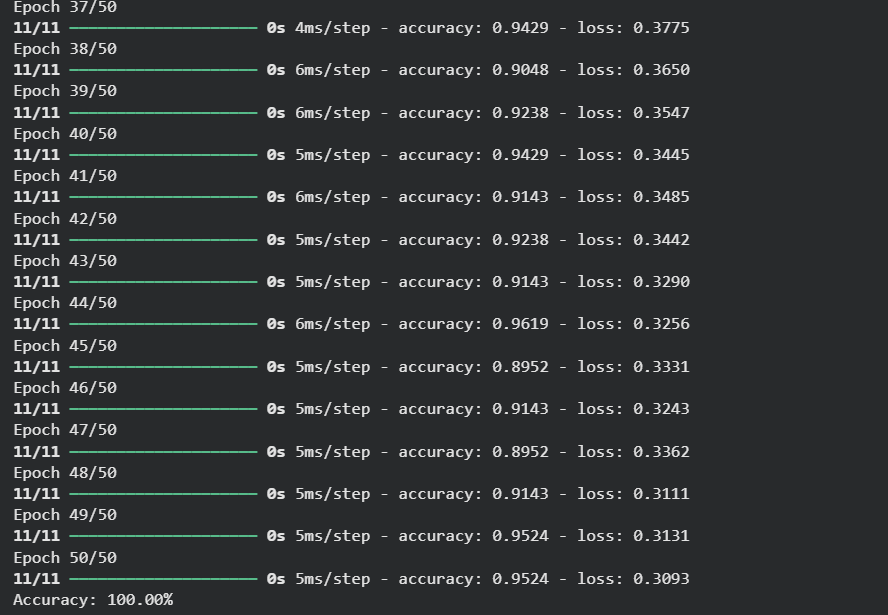 Epoch 37/50
11/11 ━━━━━━━━━━━━━━━━━━━━ 0s 4ms/step - accuracy: 0.9429 - loss: 0.3775
Epoch 38/50
11/11 ━━━━━━━━━━━━━━━━━━━━ 0s 6ms/step - accuracy: 0.9048 - loss: 0.3650
Epoch 39/50
11/11 ━━━━━━━━━━━━━━━━━━━━ 0s 6ms/step - accuracy: 0.9238 - loss: 0.3547
Epoch 40/50
11/11 ━━━━━━━━━━━━━━━━━━━━ 0s 5ms/step - accuracy: 0.9429 - loss: 0.3445
Epoch 41/50
11/11 ━━━━━━━━━━━━━━━━━━━━ 0s 6ms/step - accuracy: 0.9143 - loss: 0.3485
Epoch 42/50
11/11 ━━━━━━━━━━━━━━━━━━━━ 0s 5ms/step - accuracy: 0.9238 - loss: 0.3442
Epoch 43/50
11/11 ━━━━━━━━━━━━━━━━━━━━ 0s 5ms/step - accuracy: 0.9143 - loss: 0.3290
Epoch 44/50
11/11 ━━━━━━━━━━━━━━━━━━━━ 0s 6ms/step - accuracy: 0.9619 - loss: 0.3256
Epoch 45/50
11/11 ━━━━━━━━━━━━━━━━━━━━ 0s 5ms/step - accuracy: 0.8952 - loss: 0.3331
Epoch 46/50
11/11 ━━━━━━━━━━━━━━━━━━━━ 0s 5ms/step - accuracy: 0.9143 - loss: 0.3243
Epoch 47/50
11/11 ━━━━━━━━━━━━━━━━━━━━ 0s 5ms/step - accuracy: 0.8952 - loss: 0.3362
Epoch 48/50
11/11 ━━━━━━━━━━━━━━━━━━━━ 0s 5ms/step - accuracy: 0.9143 - loss: 0.3111
Epoch 49/50
11/11 ━━━━━━━━━━━━━━━━━━━━ 0s 5ms/step - accuracy: 0.9524 - loss: 0.3131
Epoch 50/50
11/11 ━━━━━━━━━━━━━━━━━━━━ 0s 5ms/step - accuracy: 0.9524 - loss: 0.3093
Accuracy: 100.00%